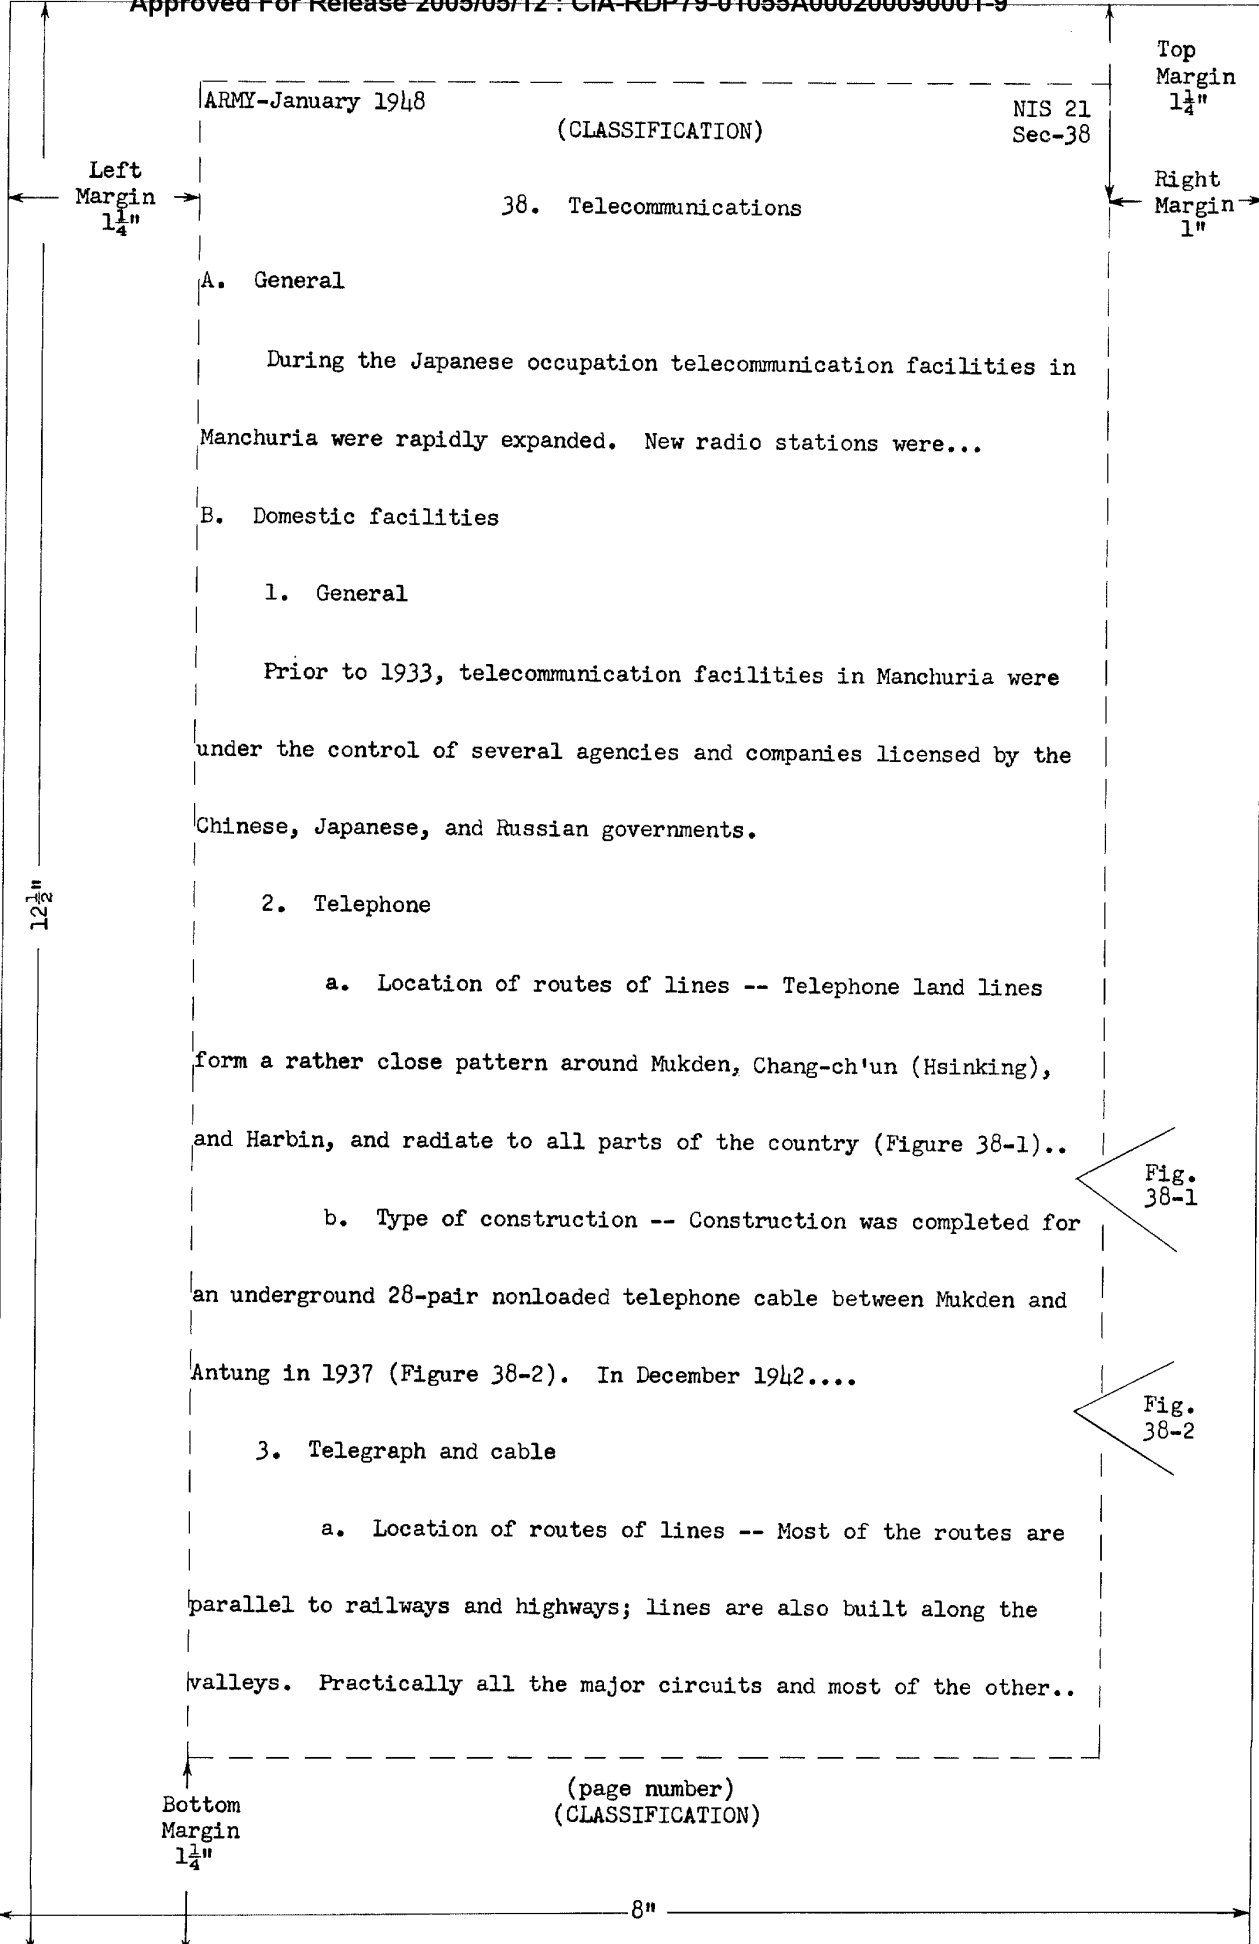 Approved For Release 2005/05/12 : CIA-RDP79-01055A000200090001-9
Top
Margin
1 1/4"
ARMY-January 1948
(CLASSIFICATION)
NIS 21
Sec-38
Left
Margin
1 1/4"
Right
Margin
1"
38. Telecommunications
A. General
During the Japanese occupation telecommunication facilities in
Manchuria were rapidly expanded. New radio stations were...
B. Domestic facilities
1. General
Prior to 1933, telecommunication facilities in Manchuria were
under the control of several agencies and companies licensed by the
Chinese, Japanese, and Russian governments.
12 1/2"
2. Telephone
a. Location of routes of lines -- Telephone land lines
form a rather close pattern around Mukden, Chang-ch'un (Hsinking),
and Harbin, and radiate to all parts of the country (Figure 38-1)..
Fig.
38-1
b. Type of construction -- Construction was completed for
an underground 28-pair nonloaded telephone cable between Mukden and
Antung in 1937 (Figure 38-2). In December 1942....
Fig.
38-2
3. Telegraph and cable
a. Location of routes of lines -- Most of the routes are
parallel to railways and highways; lines are also built along the
valleys. Practically all the major circuits and most of the other..
(page number)
(CLASSIFICATION)
Bottom
Margin
1 1/4"
8"